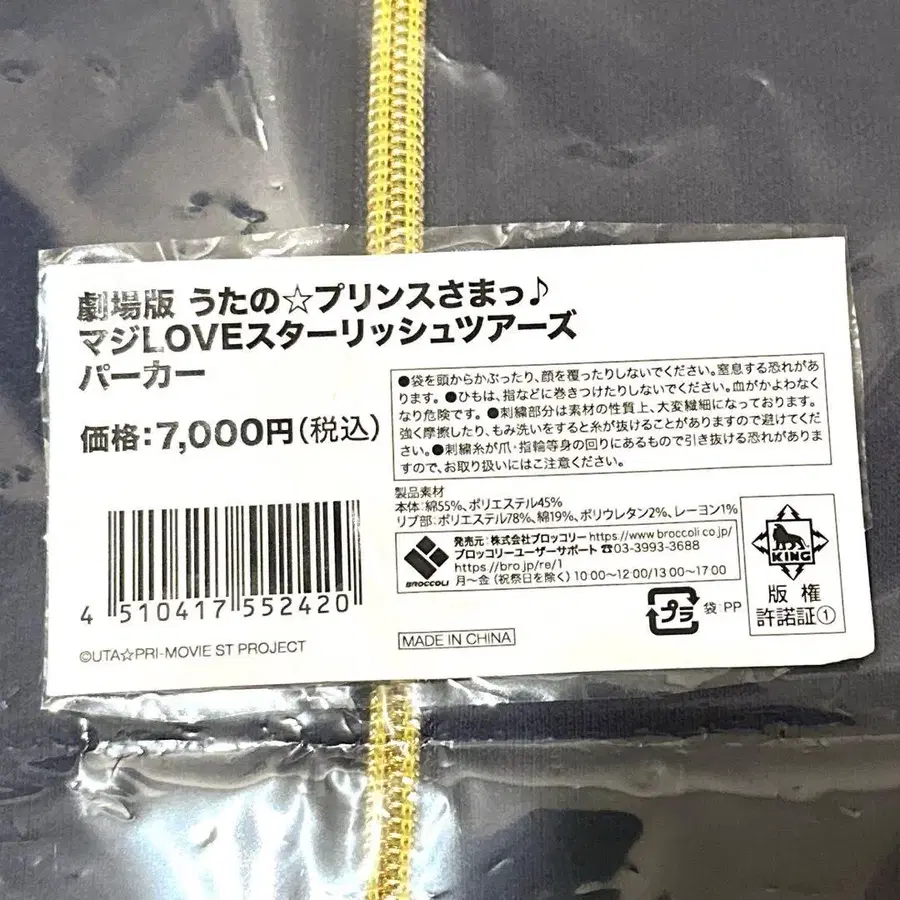 劇場版 うたの☆プリンスさまっ♪
マジLOVEスターリッシュツアーズ
パーカー
価格:7,000円(税込)
●袋を頭からかぶったり、顔を覆ったりしないでください。窒息する恐れがあ
ります。●ひもは、指などに巻きつけたりしないでください。血がかよわなく
なり危険です。●刺繍部分は素材の性質上、大変繊細になっております。
強く摩擦したり、もみ洗いをすると糸が抜けることがありますので避けてくだ
さい。●刺繍糸が爪・指輪等身の回りにあるもので引き抜ける恐れがありま
すので、お取り扱いにはご注意ください。
製品素材
本体:綿55%、ポリエステル45%
リブ部:ポリエステル78%、綿19%、ポリウレタン2%、レーヨン1%
BROCCOLI
発売元:株式会社ブロッコリー https://www.broccoli.co.jp/
ブロッコリーユーザーサポート ☎03-3993-3688
https://bro.jp/re/1
月〜金(祝祭日を除く)10:00〜12:00/13:00〜17:00
KING
版権
許諾証①
プラ 袋:PP
MADE IN CHINA
4 510417 552420
©UTA☆PRI-MOVIE ST PROJECT